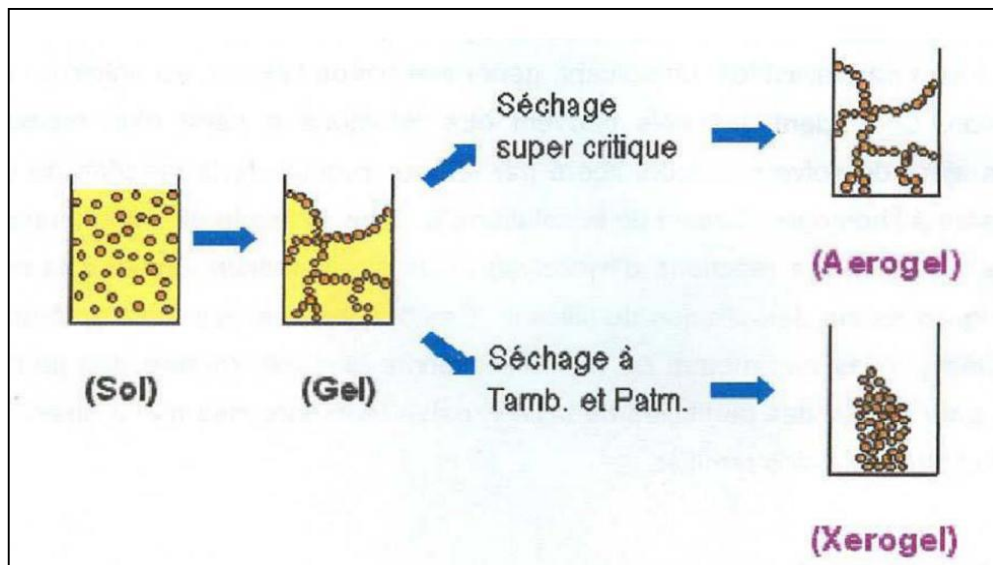 Séchage
super critique
(Aerogel)
(Sol)
(Gel)
Séchage à
Tamb. et Patm.
(Xerogel)